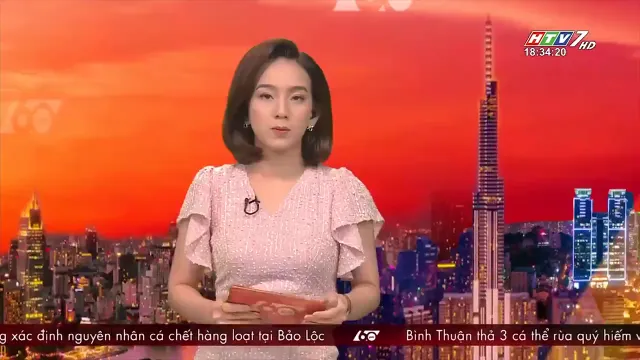 HTV7 HD
18:34:20
g xác định nguyên nhân cá chết hàng loạt tại Bảo Lộc 60 Bình Thuận thả 3 cá thể rùa quý hiếm